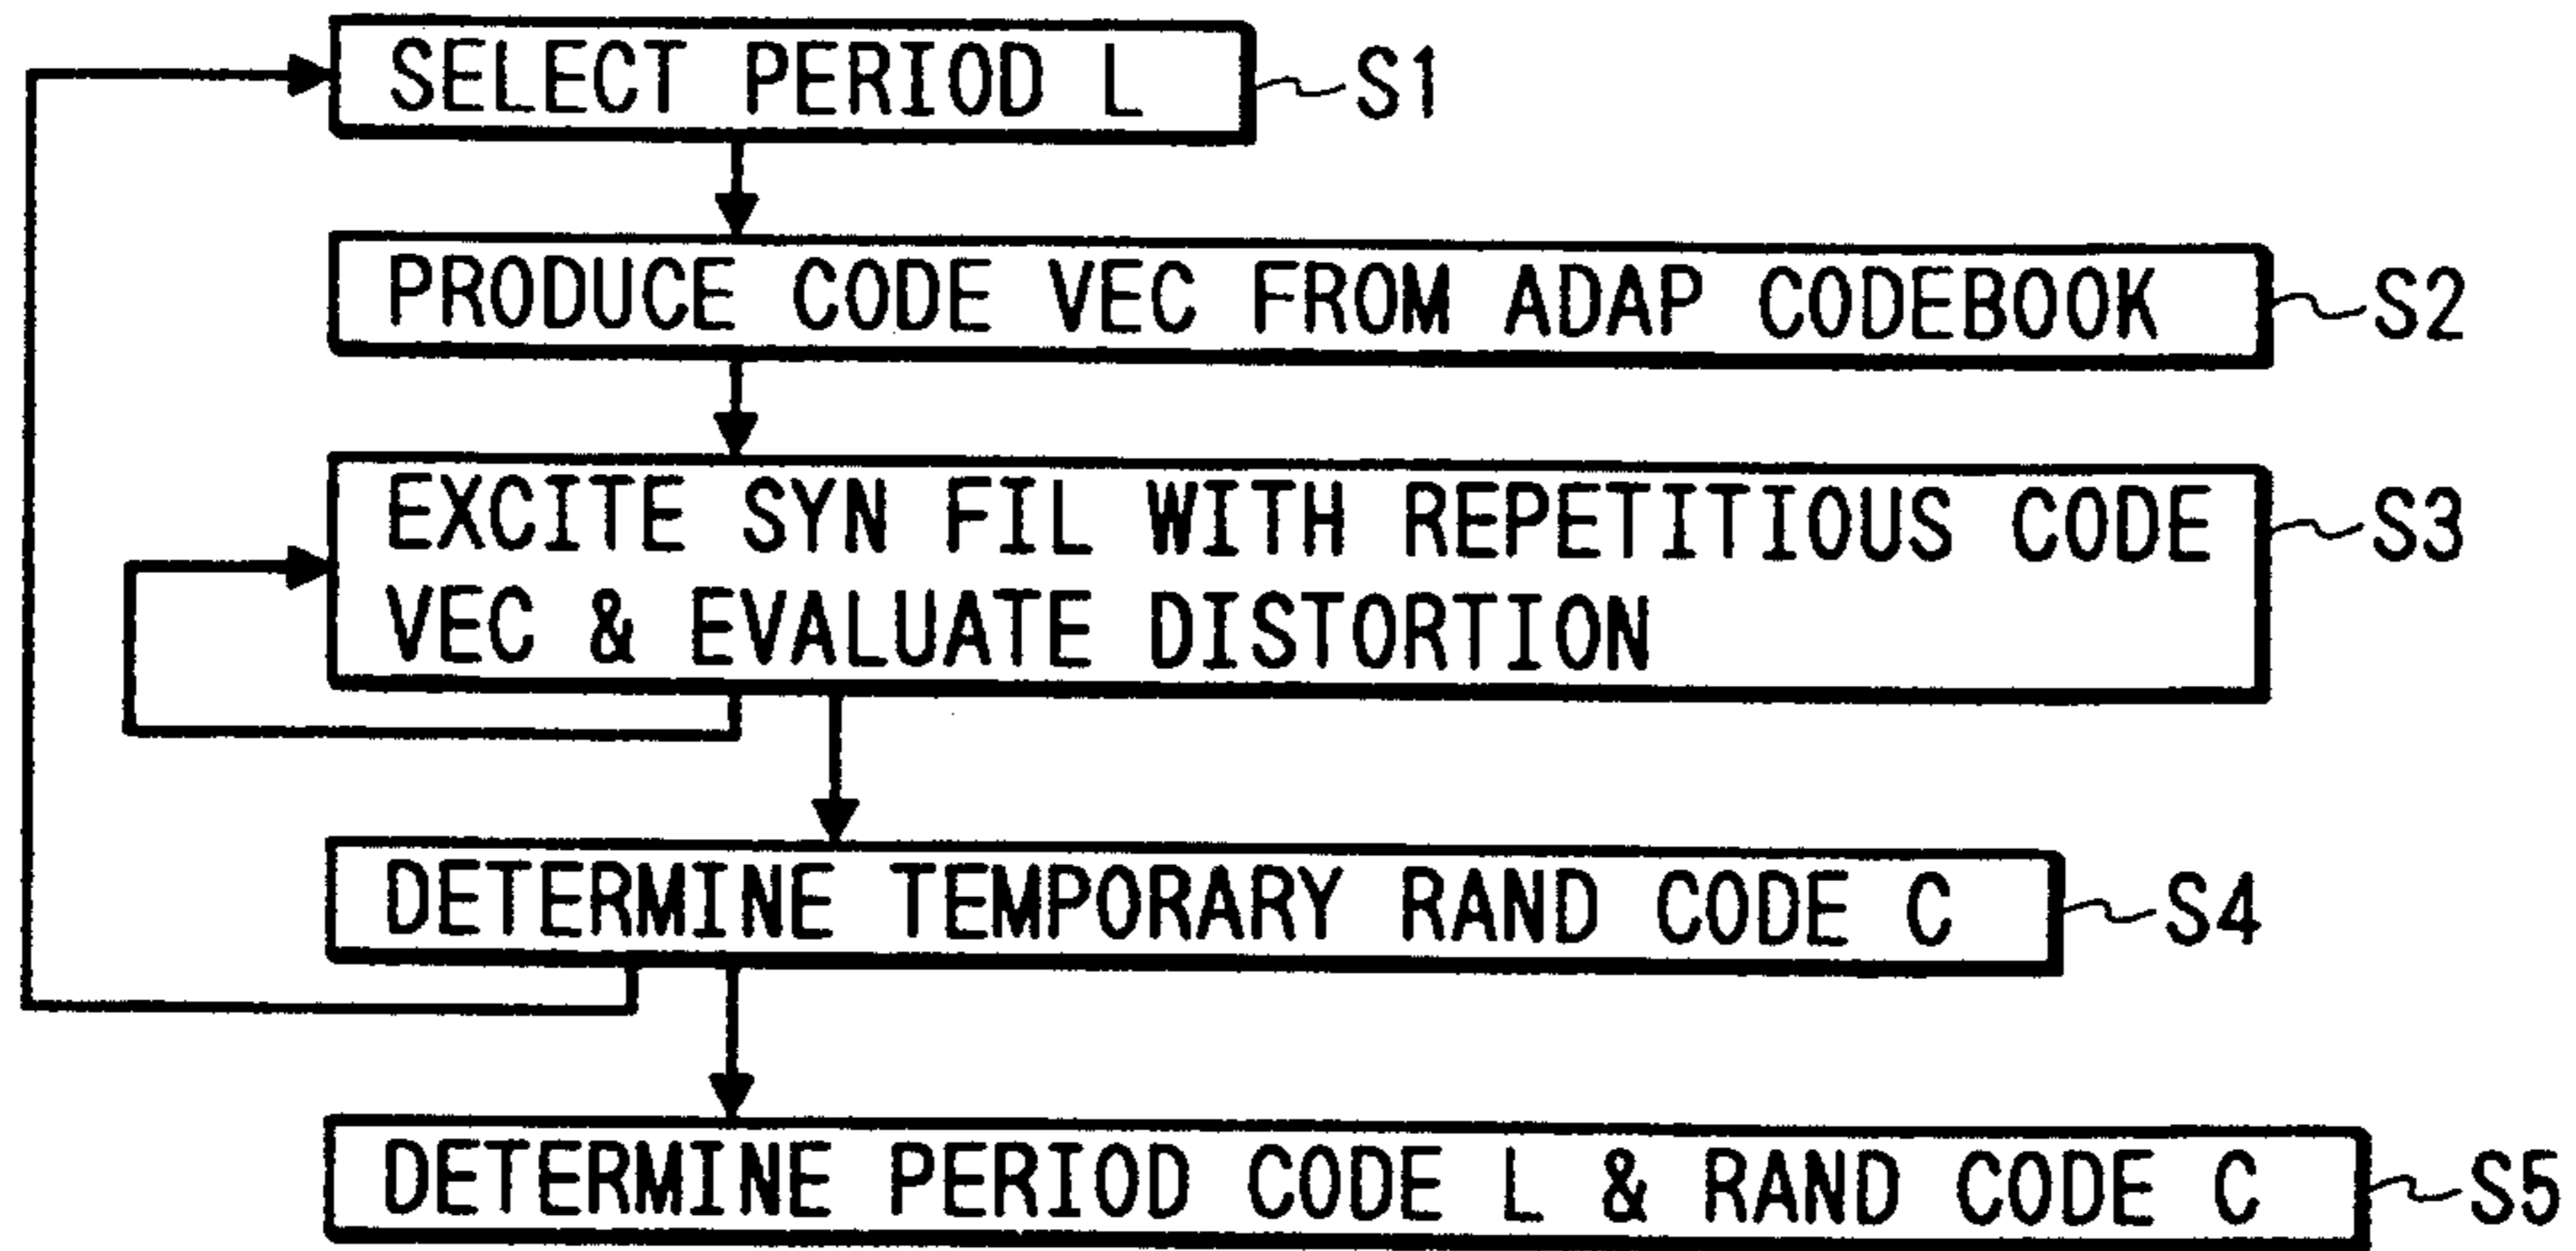 SELECT PERIOD L S1
PRODUCE CODE VEC FROM ADAP CODEBOOK S2
EXCITE SYN FIL WITH REPETITIOUS CODE S3
VEC & EVALUATE DISTORTION
DETERMINE TEMPORARY RAND CODE C S4
DETERMINE PERIOD CODE L & RAND CODE C S5